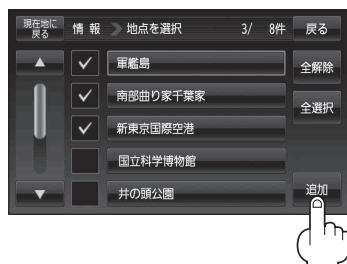 現在地に
戻る
情報 地点を選択 3/ 8件 戻る
軍艦島 全解除
南部曲り家千葉家
全選択
新東京国際空港
国立科学博物館
井の頭公園 追加